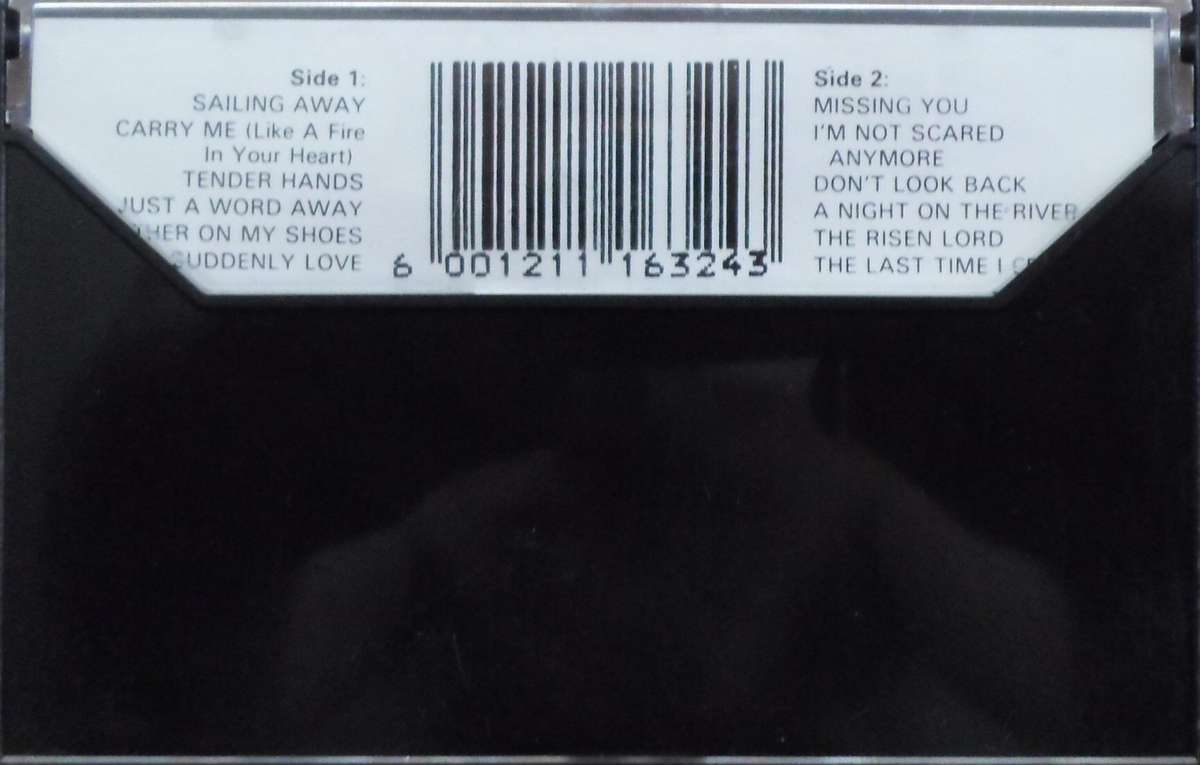 Side 1:
SAILING AWAY
CARRY ME (Like A Fire
In Your Heart)
TENDER HANDS
JUST A WORD AWAY
ON MY SHOES
SUDDENLY LOVE
6 001211 163243
Side 2:
MISSING YOU
I'M NOT SCARED
ANYMORE
DON'T LOOK BACK
A NIGHT ON THE RIVER
THE RISEN LORD
THE LAST TIME I